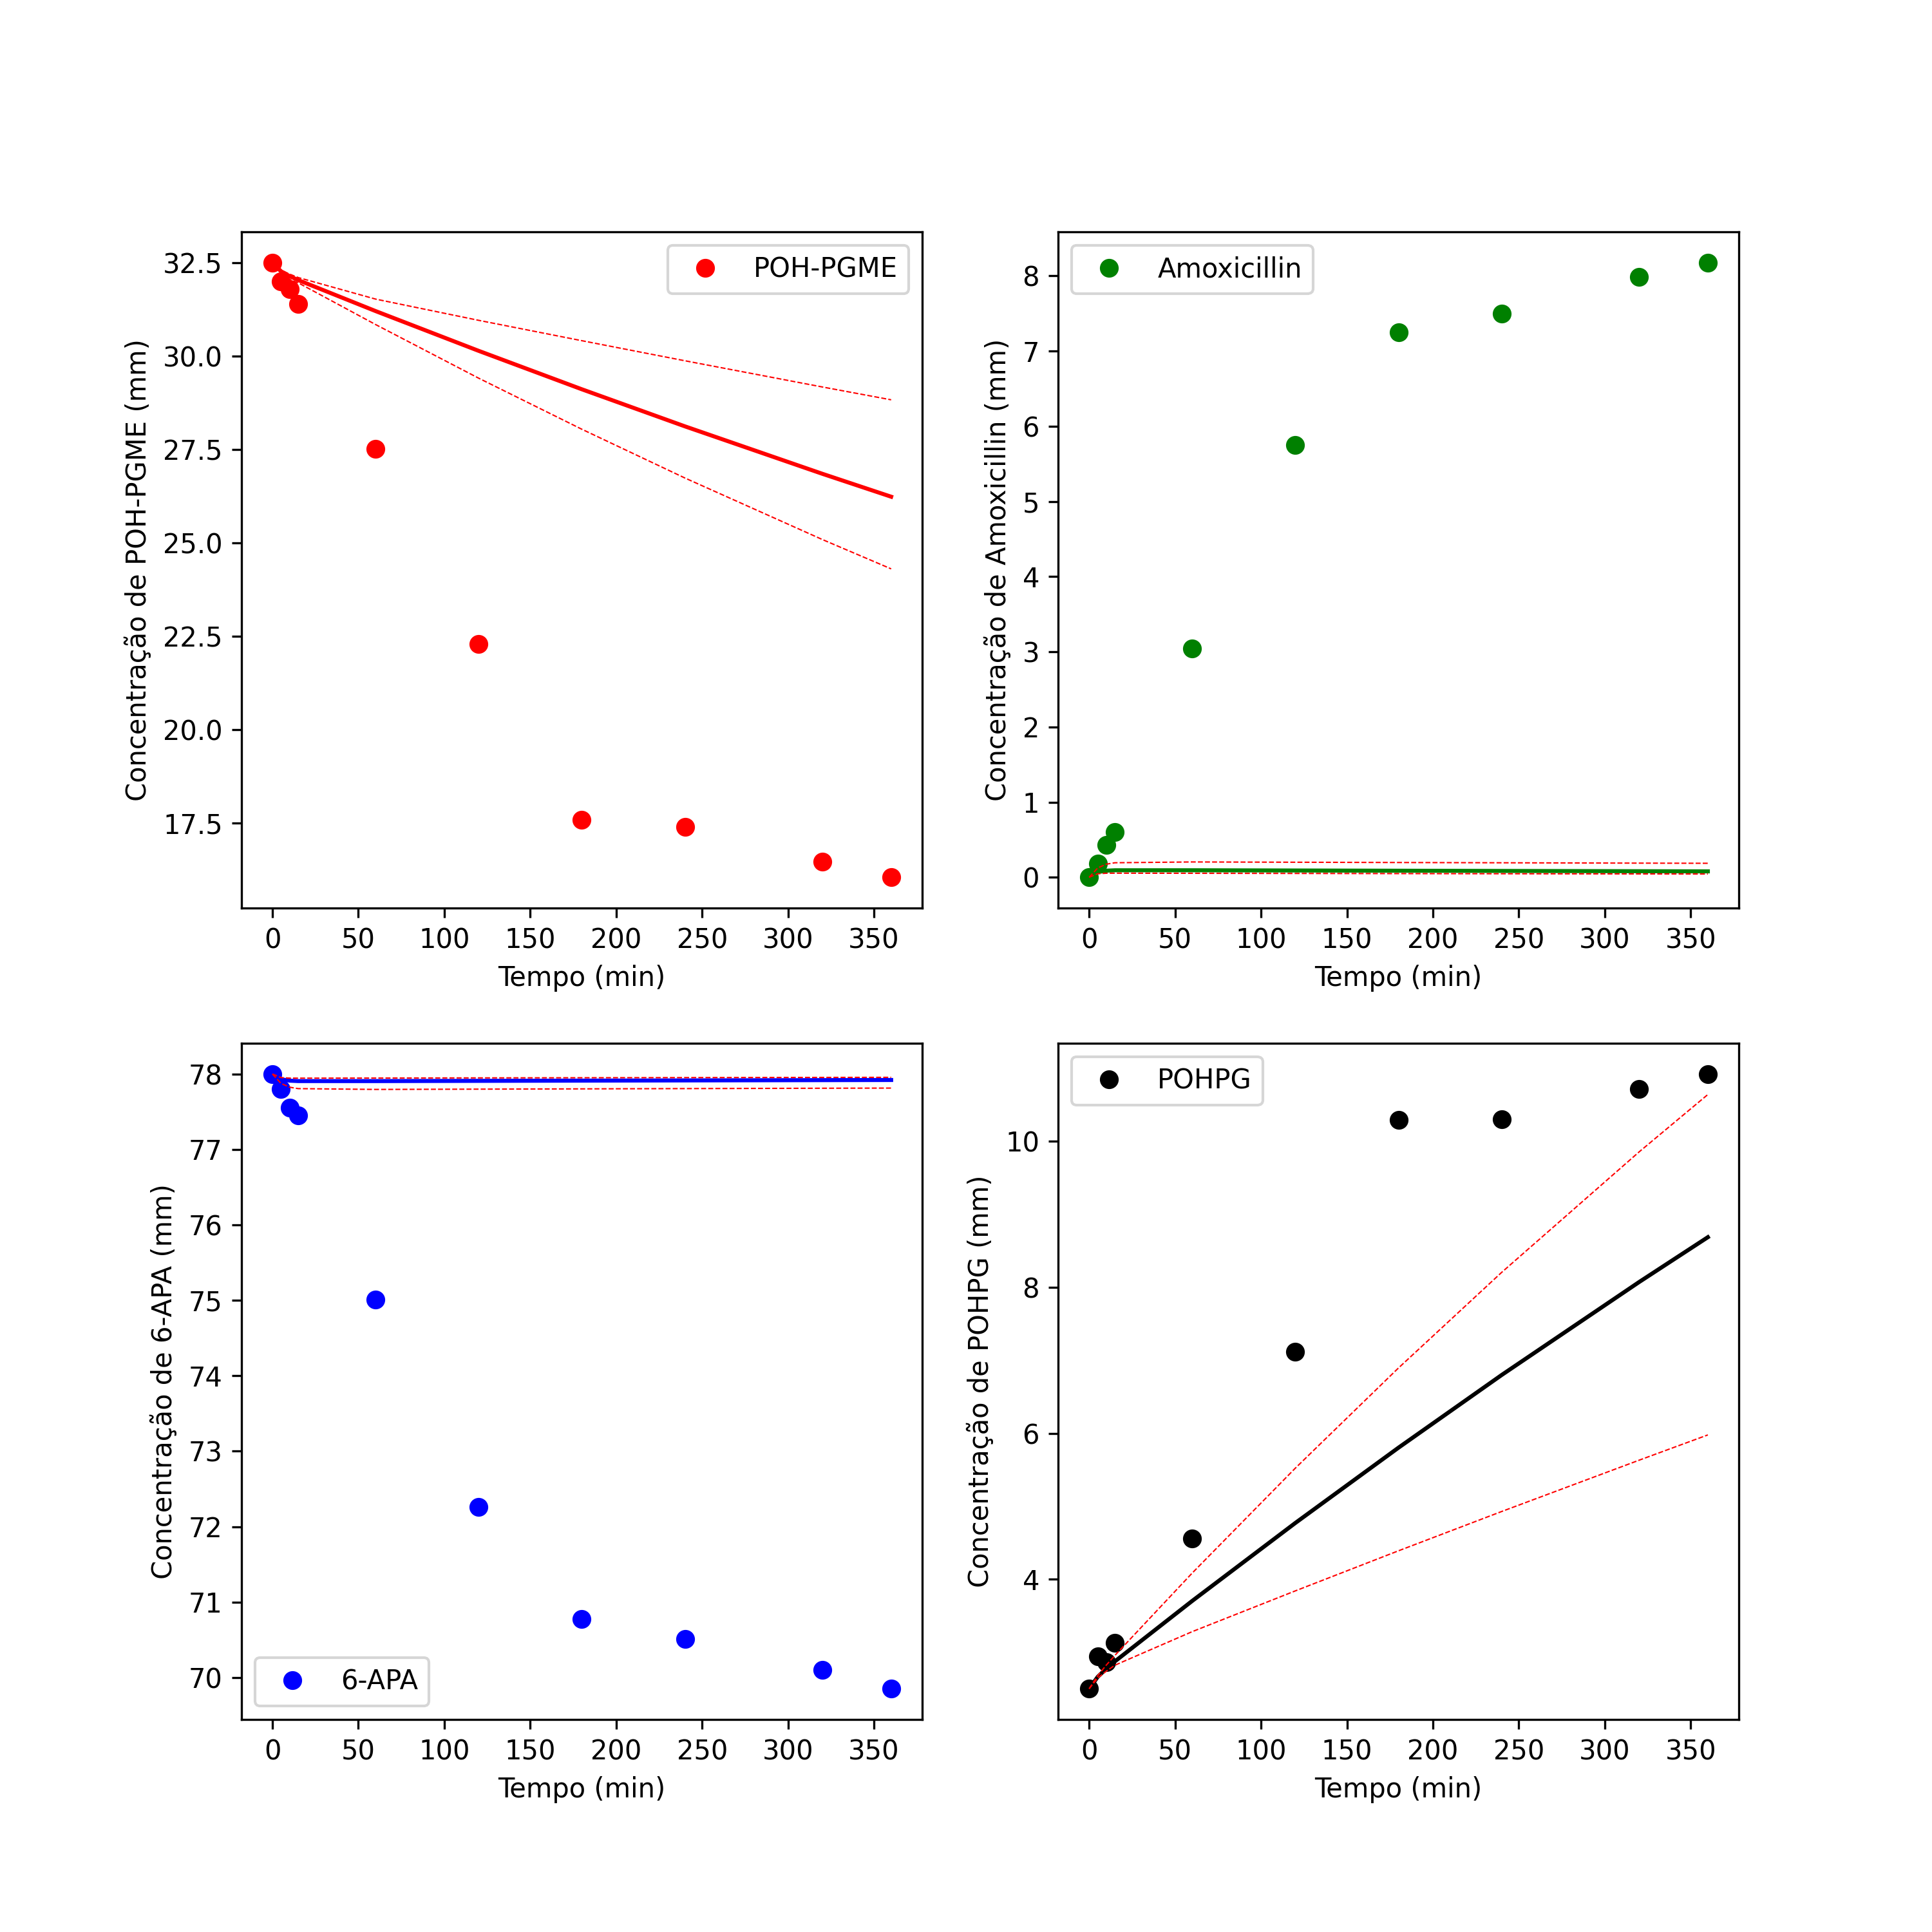 POH-PGME
Concentração de POH-PGME (mm)
32.5
30.0
27.5
25.0
22.5
20.0
17.5
0 50 100 150 200 250 300 350
Tempo (min)
Amoxicillin
Concentração de Amoxicillin (mm)
8
7
6
5
4
3
2
1
0
0 50 100 150 200 250 300 350
Tempo (min)
6-APA
Concentração de 6-APA (mm)
78
77
76
75
74
73
72
71
70
0 50 100 150 200 250 300 350
Tempo (min)
POHPG
Concentração de POHPG (mm)
10
8
6
4
0 50 100 150 200 250 300 350
Tempo (min)